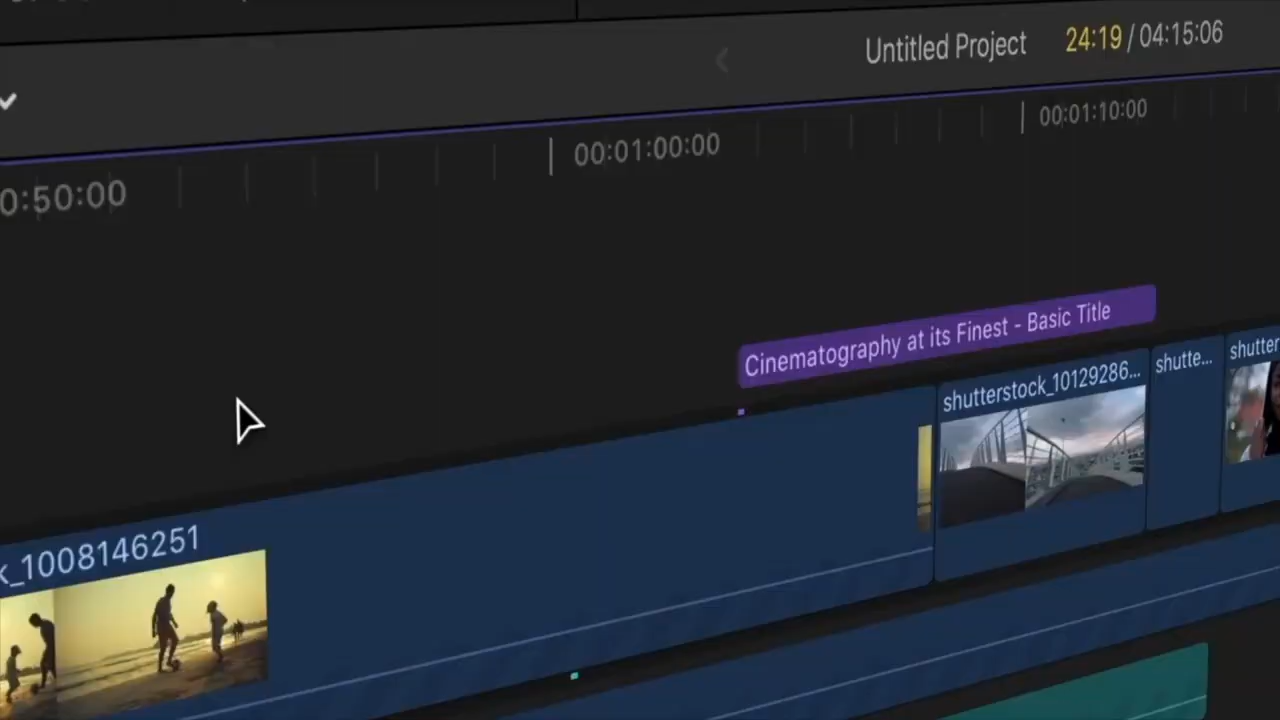 Untitled Project 24:19 / 04:15:06
0:50:00 00:01:00:00 00:01:10:00
Cinematography at its Finest - Basic Title
k_1008146251 shutterstock_10129286... shutte... shutter